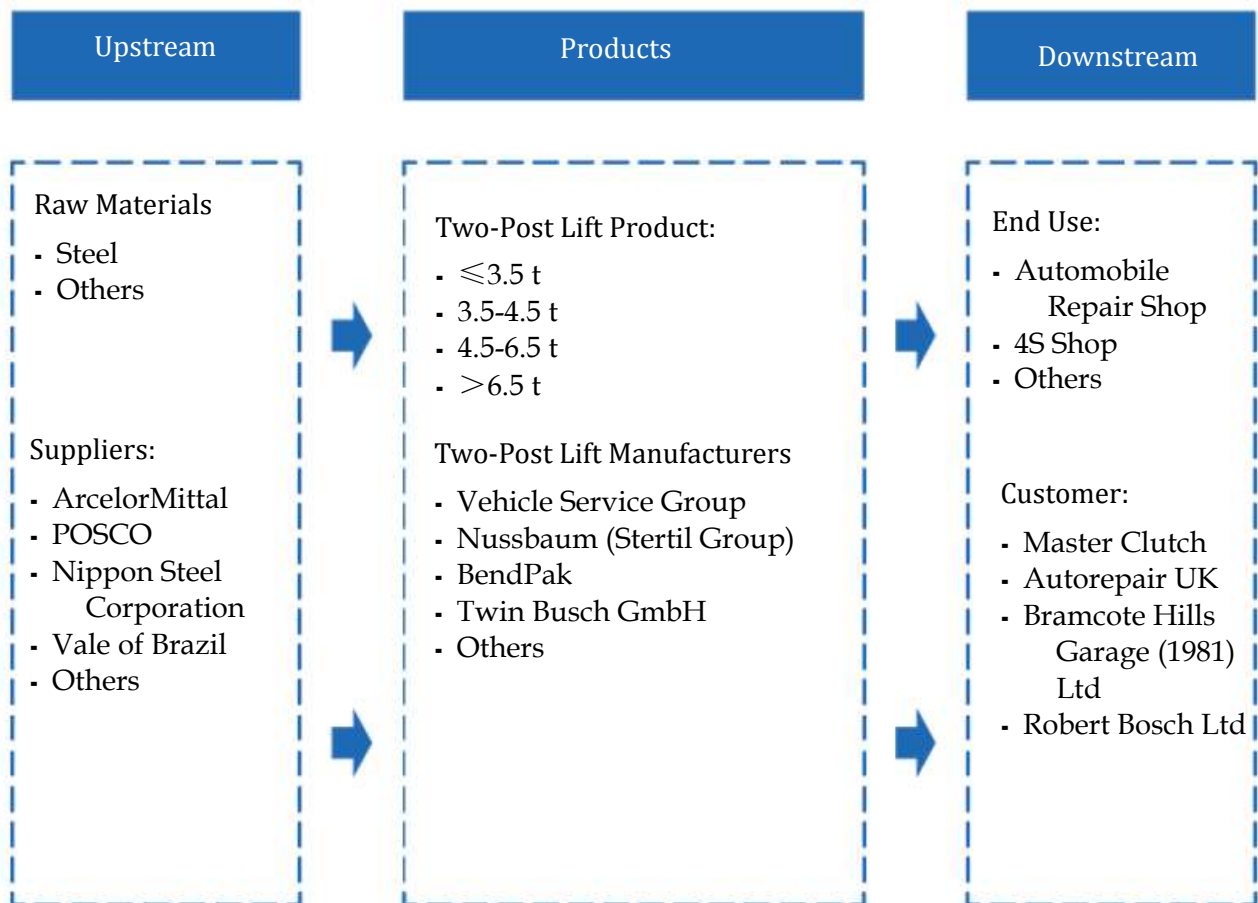 Upstream
Products
Downstream
Raw Materials
- Steel
- Others
Suppliers:
- ArcelorMittal
- POSCO
- Nippon Steel
Corporation
- Vale of Brazil
- Others
Two-Post Lift Product:
- ≤3.5 t
- 3.5-4.5 t
- 4.5-6.5 t
- ＞6.5 t
Two-Post Lift Manufacturers
- Vehicle Service Group
- Nussbaum (Stertil Group)
- BendPak
- Twin Busch GmbH
- Others
End Use:
- Automobile
Repair Shop
- 4S Shop
- Others
Customer:
- Master Clutch
- Autorepair UK
- Bramcote Hills
Garage (1981)
Ltd
- Robert Bosch Ltd